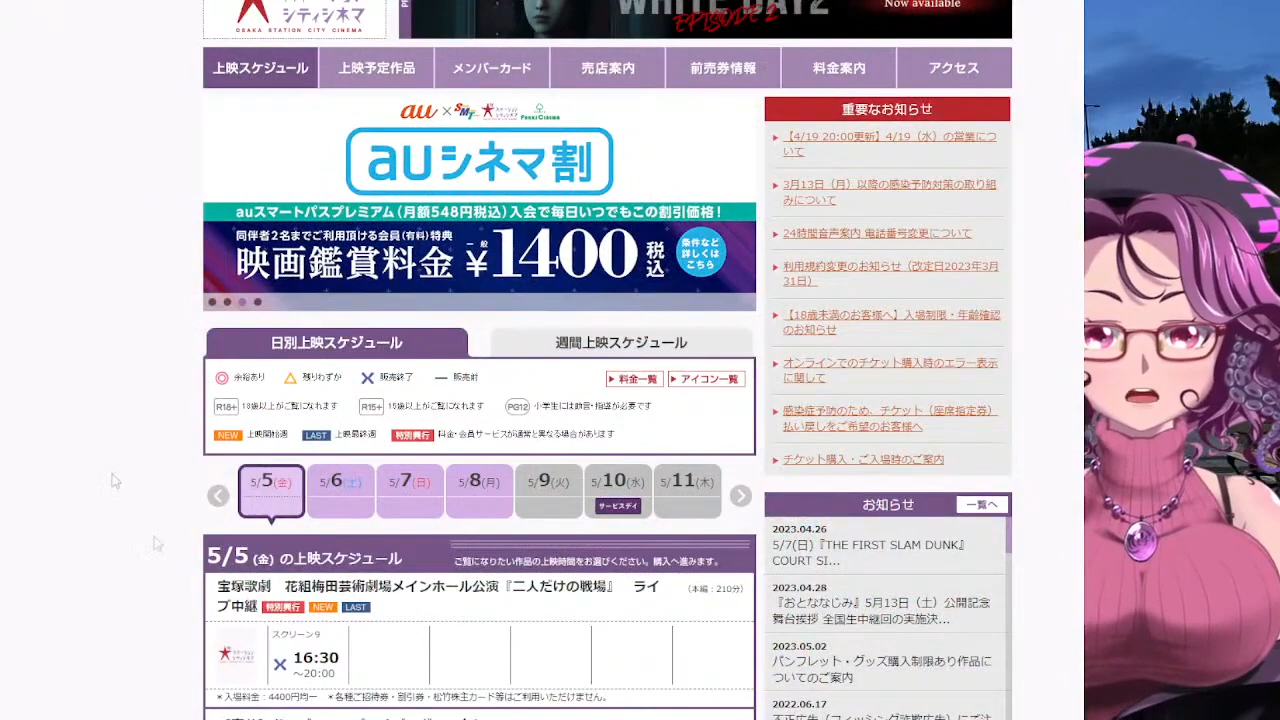 シティシネマ
OSAKA STATION CITY CINEMA
WHITE DAY2
EPISODE 2
Now available
上映スケジュール
上映予定作品
メンバーカード
売店案内
前売券情報
料金案内
アクセス
au × SMT
auシネマ割
auスマートパスプレミアム(月額548円税込)入会で毎日いつでもこの割引価格!
同伴者2名までご利用頂ける会員(有料)特典
映画鑑賞料金 一般 ¥1400 税込
条件など
詳しくは
こちら
重要なお知らせ
【4/19 20:00更新】4/19（水）の営業につ
いて
3月13日（月）以降の感染予防対策の取り組
みについて
24時間音声案内 電話番号変更について
利用規約変更のお知らせ（改定日2023年3月
31日）
【18歳未満のお客様へ】入場制限・年齢確認
のお知らせ
オンラインでのチケット購入時のエラー表示
に関して
感染症予防のため、チケット（座席指定券）
払い戻しをご希望のお客様へ
チケット購入・ご入場時のご案内
日別上映スケジュール
週間上映スケジュール
余裕あり
残りわずか
販売終了
販売前
料金一覧
アイコン一覧
R18+ 18歳以上がご覧になれます
R15+ 15歳以上がご覧になれます
PG12 小学生には助言・指導が必要です
NEW 上映開始週
LAST 上映最終週
特別興行 料金・会員サービスが通常と異なる場合があります
5/5(金)
5/6(土)
5/7(日)
5/8(月)
5/9(火)
5/10(水)
サービスデイ
5/11(木)
5/5 (金) の上映スケジュール
ご覧になりたい作品の上映時間をお選びください。購入へ進みます。
宝塚歌劇　花組梅田芸術劇場メインホール公演『二人だけの戦場』　ライ
ブ中継 特別興行 NEW LAST
（本編：210分）
スクリーン9
16:30
～20:00
＊入場料金：4400円均一　＊各種ご招待券・割引券・松竹株主カード等はご利用いただけません。
お知らせ
一覧へ
2023.04.26
5/7(日)『THE FIRST SLAM DUNK』
COURT SI...
2023.04.28
『おとななじみ』5月13日（土）公開記念
舞台挨拶 全国生中継の実施決...
2023.05.02
パンフレット・グッズ購入制限あり作品に
ついてのご案内
2022.06.17
不正広告（フィッシング詐欺広告）にご注